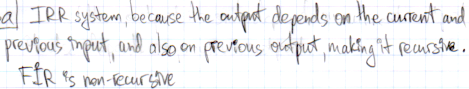 a) IRR system, because the output depends on the current and
previous input, and also on previous output, making it recursive.
FIR is non-recursive